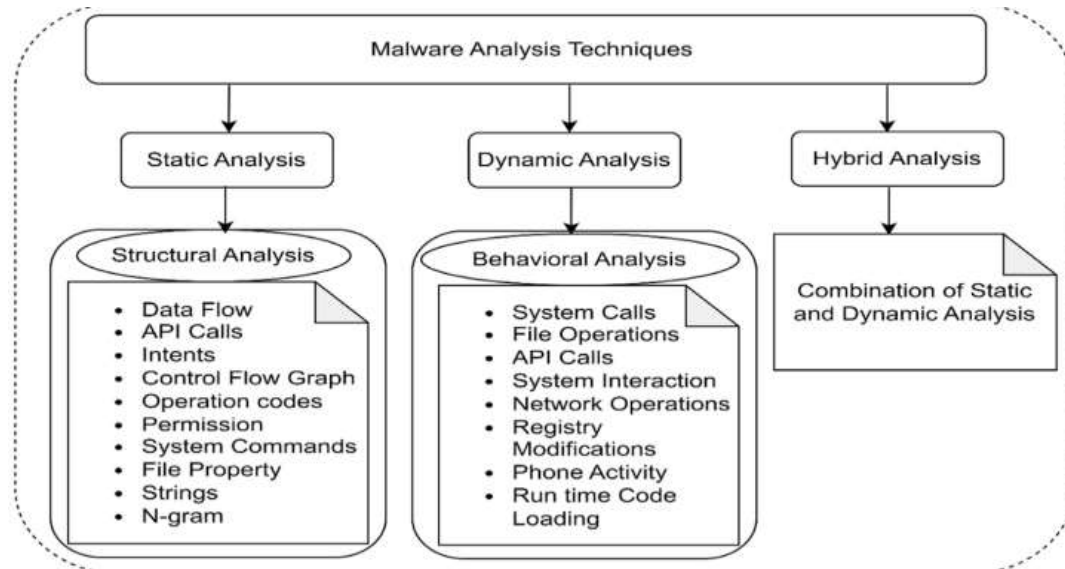 Malware Analysis Techniques
Static Analysis
Dynamic Analysis
Hybrid Analysis
Structural Analysis
Data Flow
API Calls
Intents
Control Flow Graph
Operation codes
Permission
System Commands
File Property
Strings
N-gram
Behavioral Analysis
System Calls
File Operations
API Calls
System Interaction
Network Operations
Registry
Modifications
Phone Activity
Run time Code
Loading
Combination of Static
and Dynamic Analysis